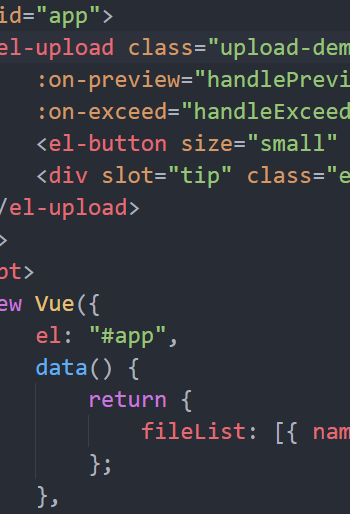 id="app">
el-upload class="upload-dem
:on-preview="handlePrevi
:on-exceed="handleExceed
<el-button size="small"
<div slot="tip" class="e
/el-upload>
>
pt>
ew Vue({
el: "#app",
data() {
return {
fileList: [{ nam
};
},